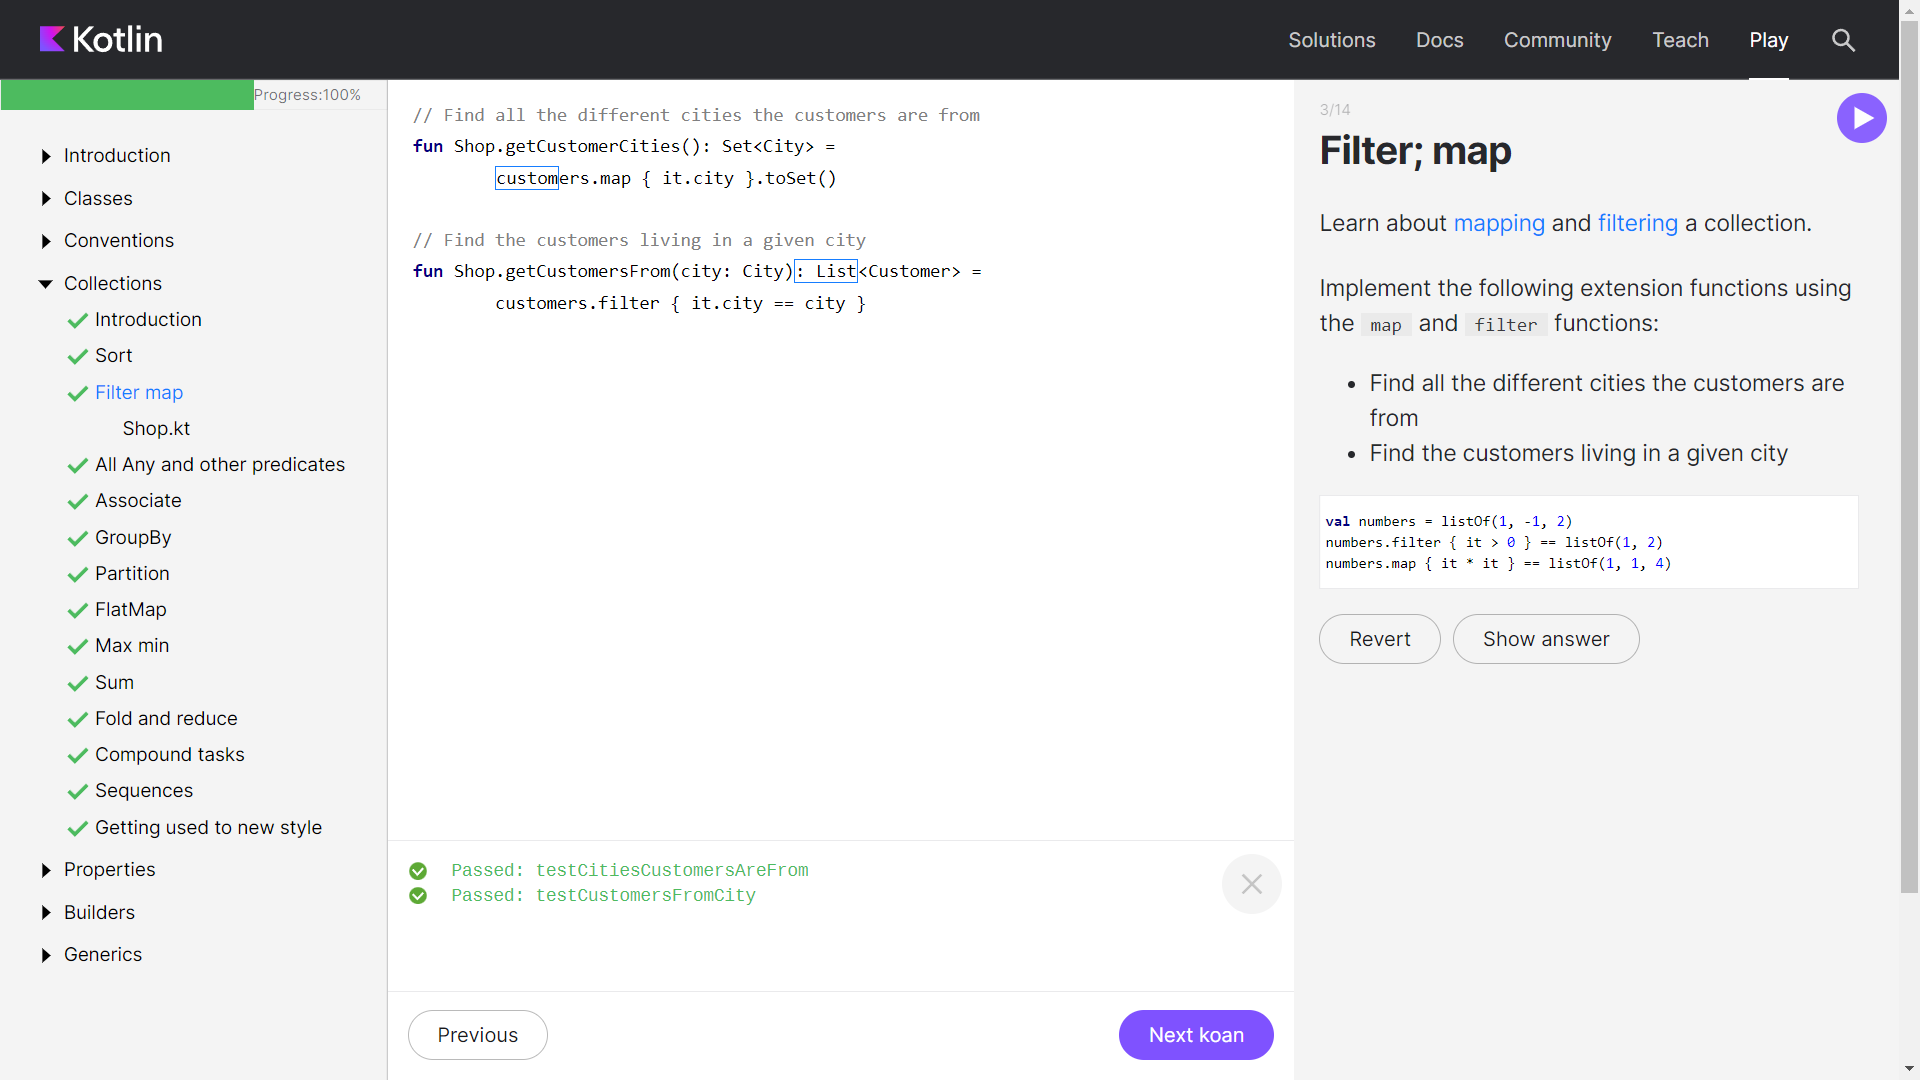 Kotlin
Solutions
Docs
Community
Teach
Play
Progress:100%
Introduction
Classes
Conventions
Collections
Introduction
Sort
Filter map
Shop.kt
All Any and other predicates
Associate
GroupBy
Partition
FlatMap
Max min
Sum
Fold and reduce
Compound tasks
Sequences
Getting used to new style
Properties
Builders
Generics
// Find all the different cities the customers are from
fun Shop.getCustomerCities(): Set<City> =
        customers.map { it.city }.toSet()
// Find the customers living in a given city
fun Shop.getCustomersFrom(city: City): List<Customer> =
        customers.filter { it.city == city }
Passed: testCitiesCustomersAreFrom
Passed: testCustomersFromCity
Previous
Next koan
3/14
Filter; map
Learn about mapping and filtering a collection.
Implement the following extension functions using
the map and filter functions:
• Find all the different cities the customers are
from
• Find the customers living in a given city
val numbers = listOf(1, -1, 2)
numbers.filter { it > 0 } == listOf(1, 2)
numbers.map { it * it } == listOf(1, 1, 4)
Revert
Show answer